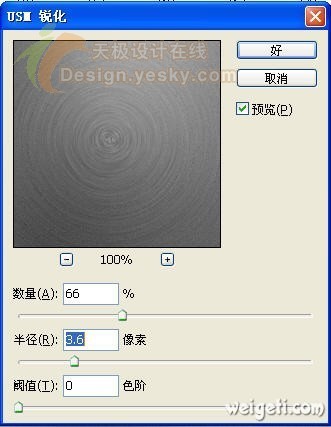 USM 锐化
天极设计在线
Design.yesky.com
好
取消
预览(P)
100%
数量(A): 66 %
半径(R): 3.6 像素
阈值(T): 0 色阶
weigeti.com